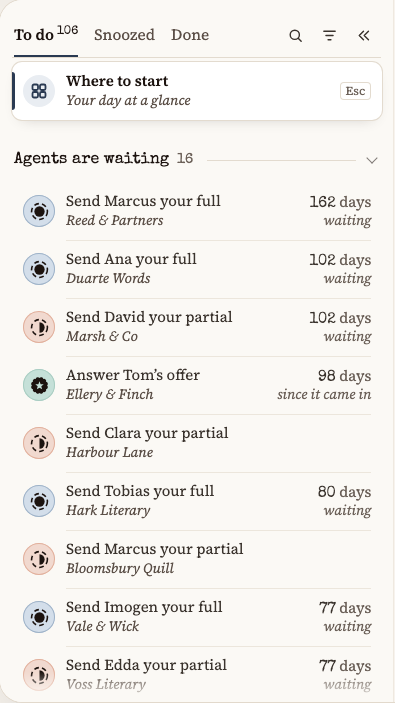 To do 106 Snoozed Done
Where to start
Your day at a glance
Esc
Agents are waiting 16
Send Marcus your full
Reed & Partners
162 days
waiting
Send Ana your full
Duarte Words
102 days
waiting
Send David your partial
Marsh & Co
102 days
waiting
Answer Tom’s offer
Ellery & Finch
98 days
since it came in
Send Clara your partial
Harbour Lane
Send Tobias your full
Hark Literary
80 days
waiting
Send Marcus your partial
Bloomsbury Quill
Send Imogen your full
Vale & Wick
77 days
waiting
Send Edda your partial
Voss Literary
77 days
waiting